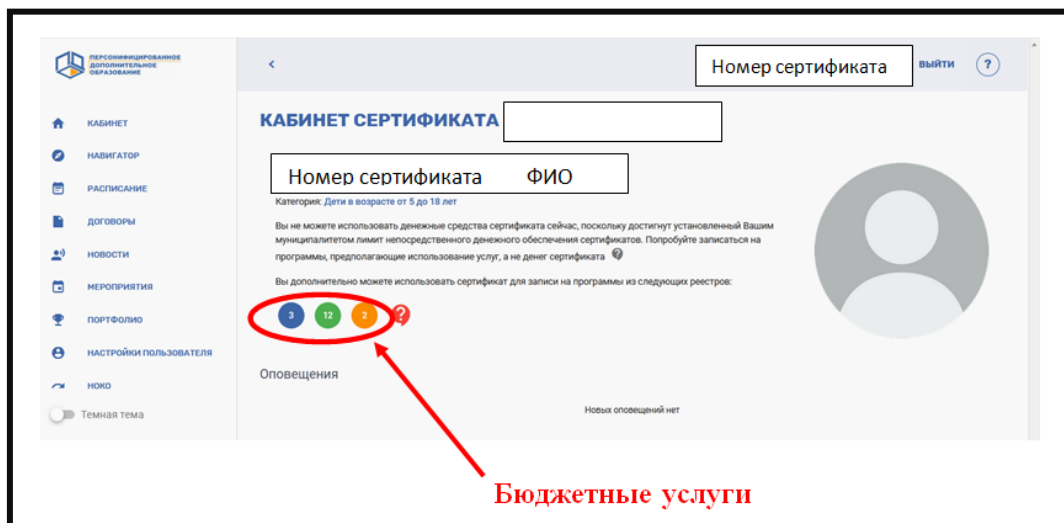 ПЕРСОНИФИЦИРОВАННОЕ
ДОПОЛНИТЕЛЬНОЕ
ОБРАЗОВАНИЕ
Номер сертификата
ВЫЙТИ
?
КАБИНЕТ
НАВИГАТОР
РАСПИСАНИЕ
ДОГОВОРЫ
НОВОСТИ
МЕРОПРИЯТИЯ
ПОРТФОЛИО
НАСТРОЙКИ ПОЛЬЗОВАТЕЛЯ
НОКО
Темная тема
КАБИНЕТ СЕРТИФИКАТА
Номер сертификата ФИО
Категория: Дети в возрасте от 5 до 18 лет
Вы не можете использовать денежные средства сертификата сейчас, поскольку достигнут установленный Вашим
муниципалитетом лимит непосредственного денежного обеспечения сертификатов. Попробуйте записаться на
программы, предполагающие использование услуг, а не денег сертификата ?
Вы дополнительно можете использовать сертификат для записи на программы из следующих реестров:
3 12 2 ?
Оповещения
Новых оповещений нет
Бюджетные услуги